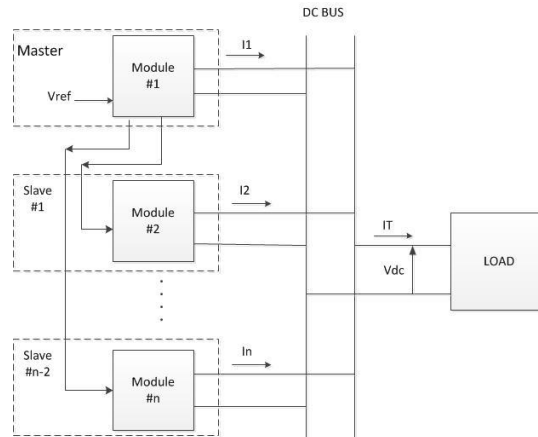 DC BUS
Master
Module
#1
I1
Vref
Slave
#1
Module
#2
I2
IT
Vdc
LOAD
Slave
#n-2
Module
#n
In